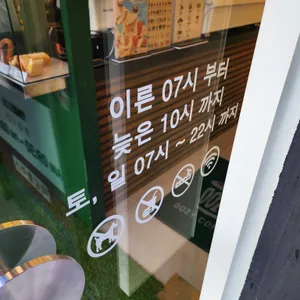 이른 07시 부터
늦은 10시 까지
토, 일 07시 ~ 22시 까지